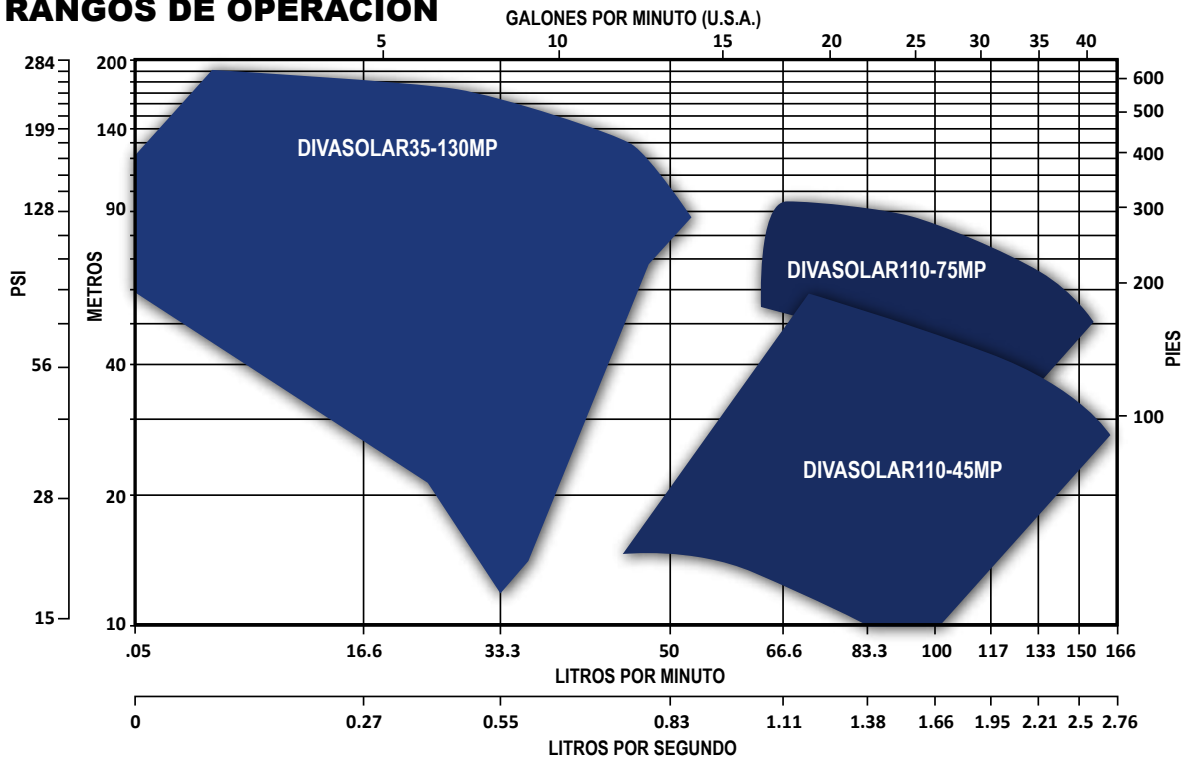 RANGOS DE OPERACIÓN
GALONES POR MINUTO (U.S.A.)
5 10 15 20 25 30 35 40
284 200 600
500
199 140 400
DIVASOLAR35-130MP
128 90 300
DIVASOLAR110-75MP
200
PSI
METROS
PIES
56 40
100
DIVASOLAR110-45MP
28 20
15 10
.05 16.6 33.3 50 66.6 83.3 100 117 133 150 166
LITROS POR MINUTO
0 0.27 0.55 0.83 1.11 1.38 1.66 1.95 2.21 2.5 2.76
LITROS POR SEGUNDO